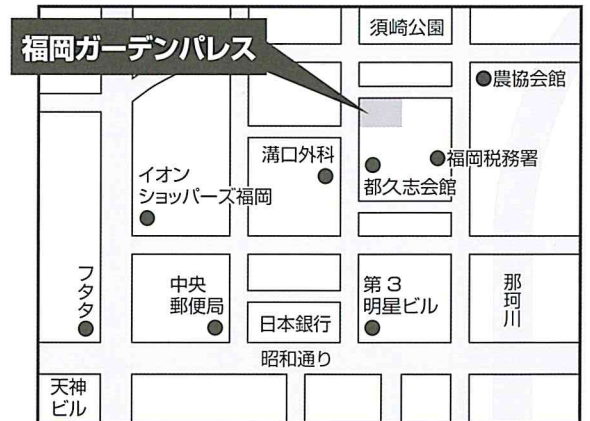 須崎公園
福岡ガーデンパレス
農協会館
溝口外科
福岡税務署
都久志会館
イオン
ショッパーズ福岡
フタタ
中央
郵便局
日本銀行
第3
明星ビル
那珂川
昭和通り
天神
ビル